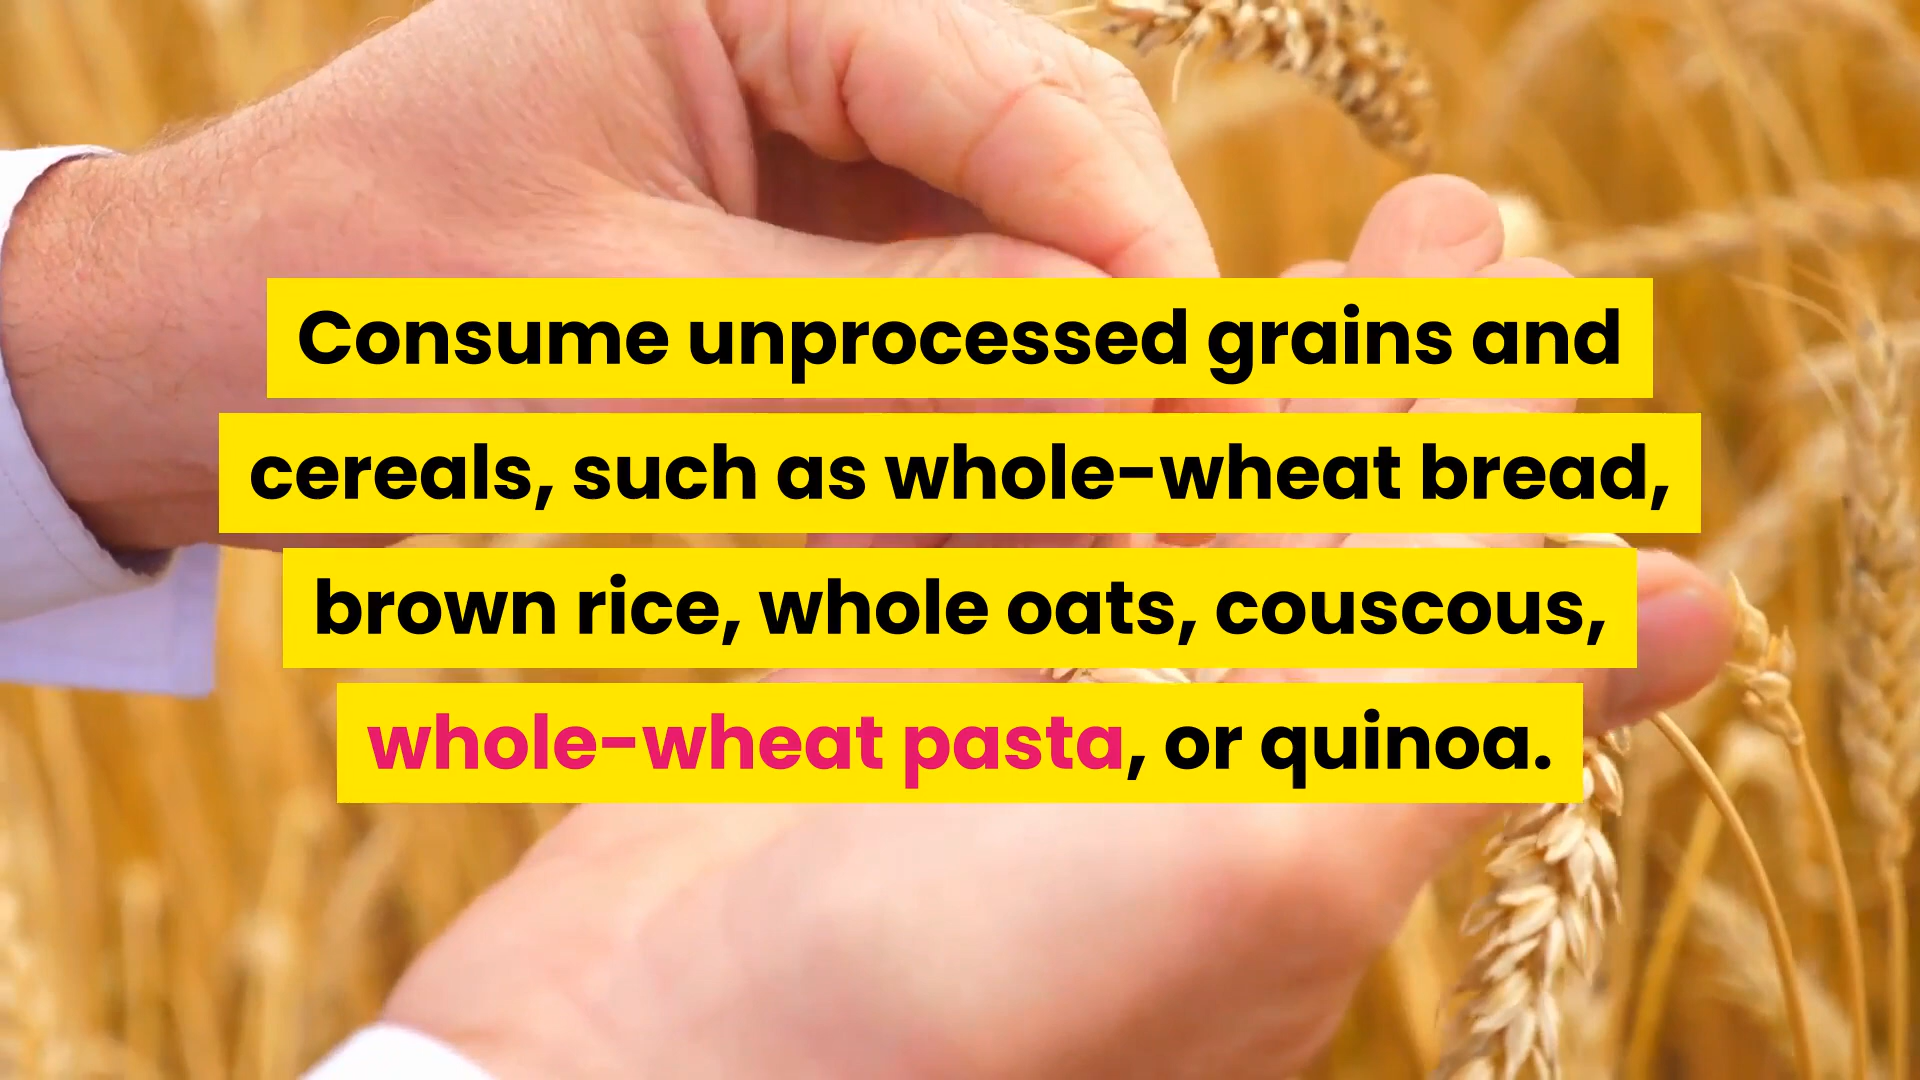 Consume unprocessed grains and
cereals, such as whole-wheat bread,
brown rice, whole oats, couscous,
whole-wheat pasta, or quinoa.